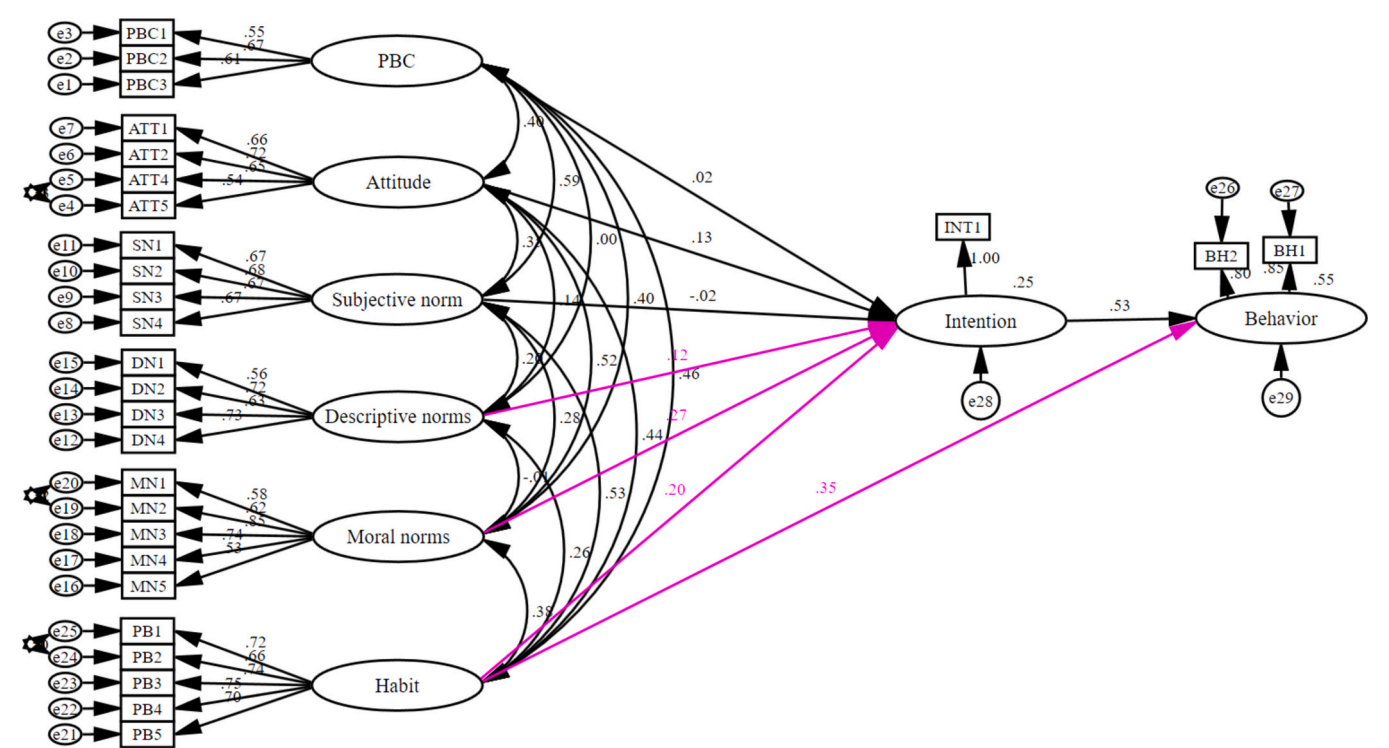 e3 PBC1 .55
e2 PBC2 .67
e1 PBC3 .61
PBC
e7 ATT1 .66
e6 ATT2 .72
e5 ATT4 .65
e4 ATT5 .54
Attitude
e11 SN1 .67
e10 SN2 .68
e9 SN3 .67
e8 SN4 .67
Subjective norm
e15 DN1 .56
e14 DN2 .72
e13 DN3 .63
e12 DN4 .73
Descriptive norms
e20 MN1 .58
e19 MN2 .62
e18 MN3 .85
e17 MN4 .74
e16 MN5 .53
Moral norms
e25 PB1 .72
e24 PB2 .66
e23 PB3 .74
e22 PB4 .75
e21 PB5 .70
Habit
.40
.59
.00
.40
.46
.14
.52
.44
.28
.53
.26
.38
.02
.13
-.02
.12
.27
.20
.35
INT1
1.00
.25
Intention
e28
.53
e26
e27
BH2
BH1
.80
.85
.55
Behavior
e29